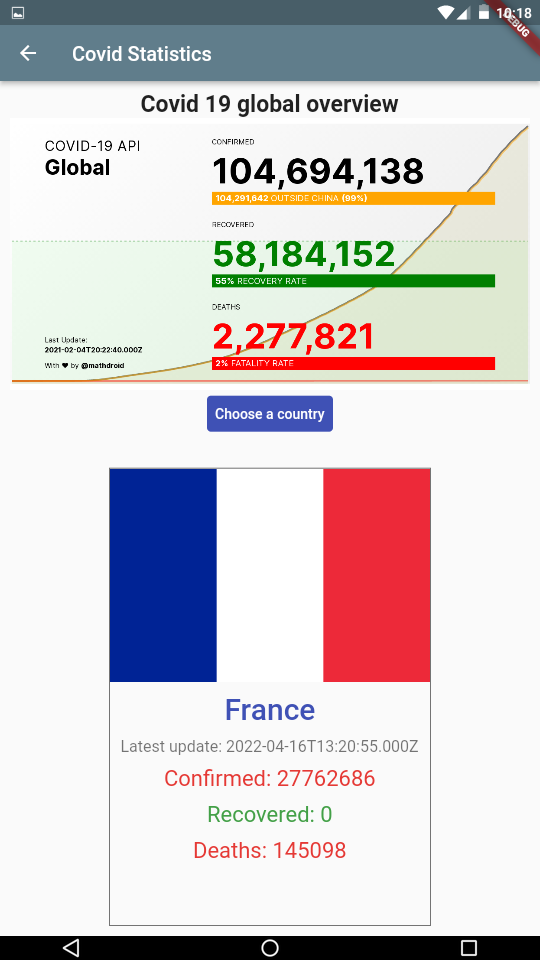 10:18
DEBUG
Covid Statistics
Covid 19 global overview
COVID-19 API
Global
CONFIRMED
104,694,138
104,291,642 OUTSIDE CHINA (99%)
RECOVERED
58,184,152
55% RECOVERY RATE
DEATHS
2,277,821
2% FATALITY RATE
Last Update:
2021-02-04T20:22:40.000Z
With ♥ by @mathdroid
Choose a country
France
Latest update: 2022-04-16T13:20:55.000Z
Confirmed: 27762686
Recovered: 0
Deaths: 145098